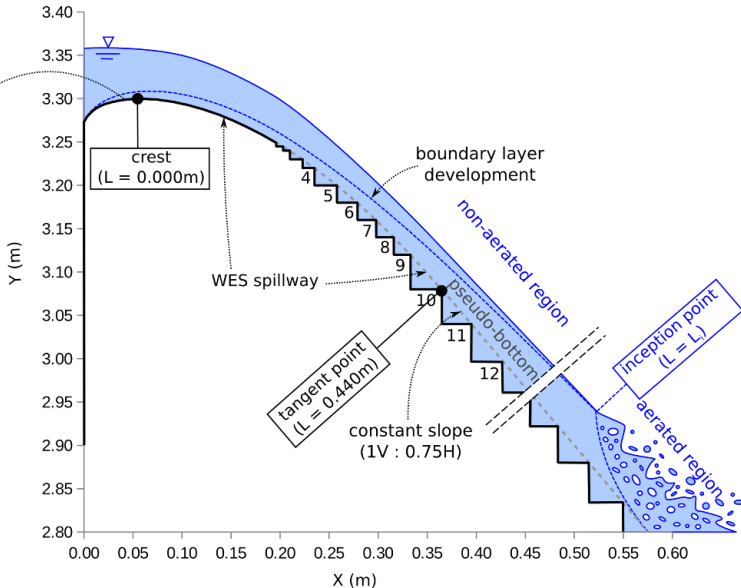 3.40
3.35
3.30
3.25
3.20
3.15
3.10
3.05
3.00
2.95
2.90
2.85
2.80
Y (m)
0.00
0.05
0.10
0.15
0.20
0.25
0.30
0.35
0.40
0.45
0.50
0.55
0.60
X (m)
crest
(L = 0.000m)
boundary layer
development
non-aerated region
4
5
6
7
8
9
10
11
12
WES spillway
pseudo-bottom
tangent point
(L = 0.440m)
constant slope
(1V : 0.75H)
inception point
(L = Li)
aerated region